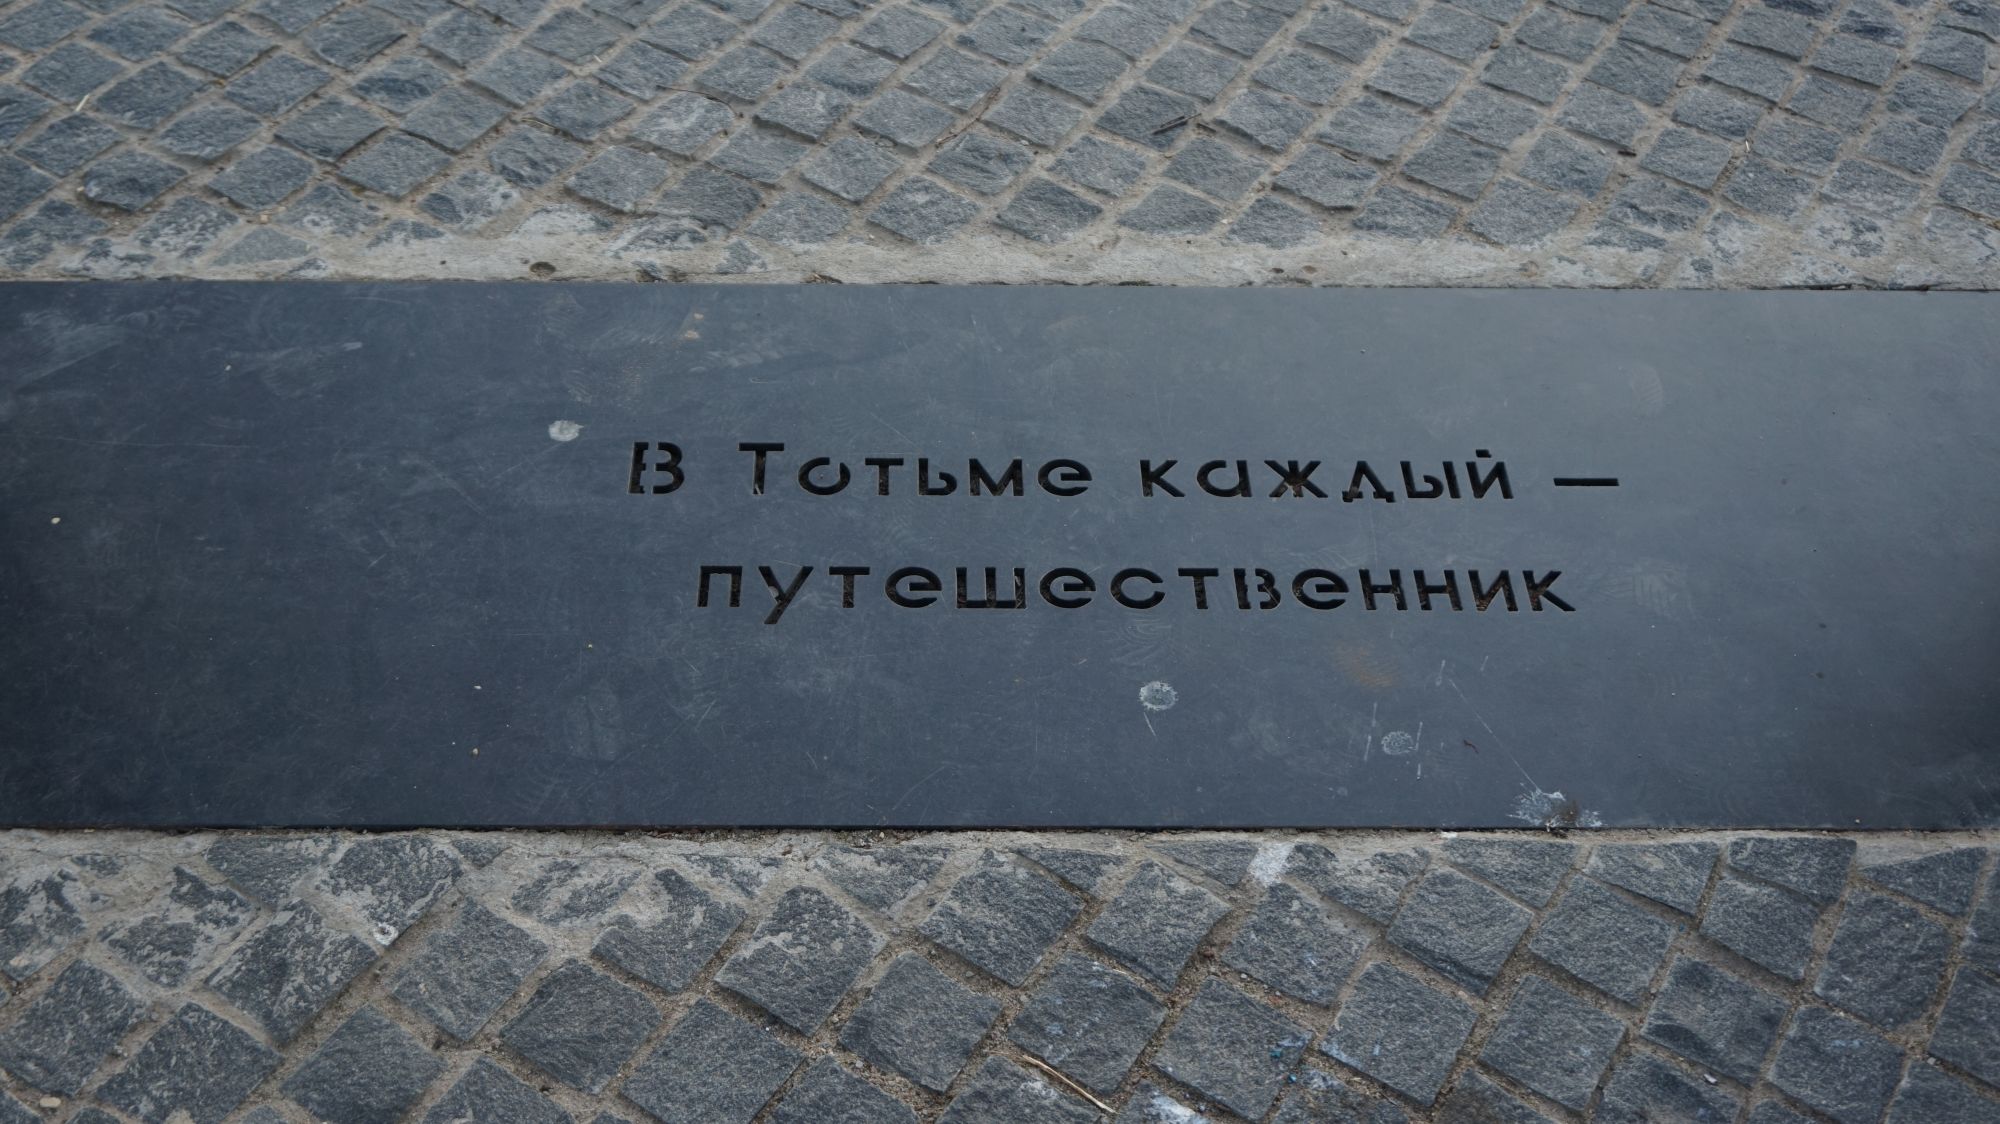 В Тотьме каждый —
путешественник